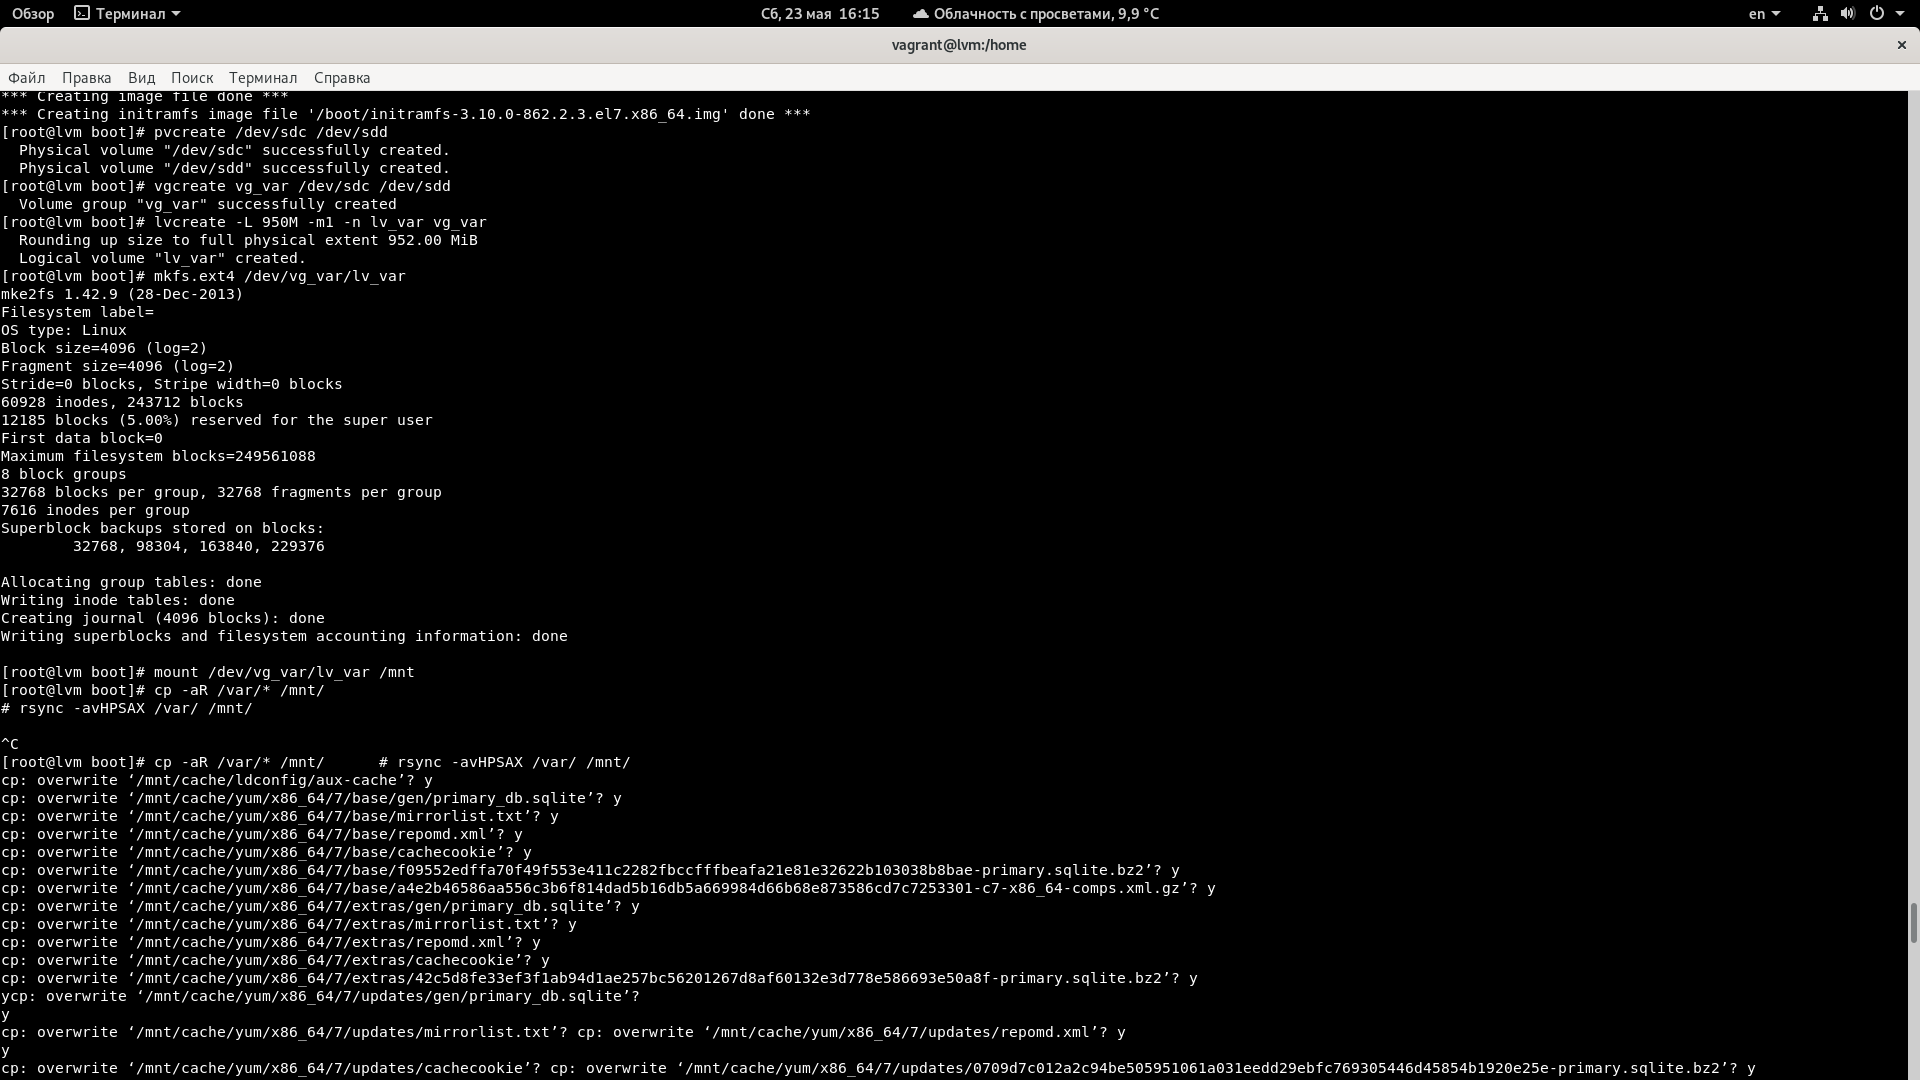 Обзор Терминал Сб, 23 мая 16:15 Облачность с просветами, 9,9 °C en
vagrant@lvm:/home
Файл Правка Вид Поиск Терминал Справка
*** Creating image file done ***
*** Creating initramfs image file '/boot/initramfs-3.10.0-862.2.3.el7.x86_64.img' done ***
[root@lvm boot]# pvcreate /dev/sdc /dev/sdd
  Physical volume "/dev/sdc" successfully created.
  Physical volume "/dev/sdd" successfully created.
[root@lvm boot]# vgcreate vg_var /dev/sdc /dev/sdd
  Volume group "vg_var" successfully created
[root@lvm boot]# lvcreate -L 950M -m1 -n lv_var vg_var
  Rounding up size to full physical extent 952.00 MiB
  Logical volume "lv_var" created.
[root@lvm boot]# mkfs.ext4 /dev/vg_var/lv_var
mke2fs 1.42.9 (28-Dec-2013)
Filesystem label=
OS type: Linux
Block size=4096 (log=2)
Fragment size=4096 (log=2)
Stride=0 blocks, Stripe width=0 blocks
60928 inodes, 243712 blocks
12185 blocks (5.00%) reserved for the super user
First data block=0
Maximum filesystem blocks=249561088
8 block groups
32768 blocks per group, 32768 fragments per group
7616 inodes per group
Superblock backups stored on blocks:
        32768, 98304, 163840, 229376

Allocating group tables: done
Writing inode tables: done
Creating journal (4096 blocks): done
Writing superblocks and filesystem accounting information: done

[root@lvm boot]# mount /dev/vg_var/lv_var /mnt
[root@lvm boot]# cp -aR /var/* /mnt/
# rsync -avHPSAX /var/ /mnt/

^C
[root@lvm boot]# cp -aR /var/* /mnt/      # rsync -avHPSAX /var/ /mnt/
cp: overwrite ‘/mnt/cache/ldconfig/aux-cache’? y
cp: overwrite ‘/mnt/cache/yum/x86_64/7/base/gen/primary_db.sqlite’? y
cp: overwrite ‘/mnt/cache/yum/x86_64/7/base/mirrorlist.txt’? y
cp: overwrite ‘/mnt/cache/yum/x86_64/7/base/repomd.xml’? y
cp: overwrite ‘/mnt/cache/yum/x86_64/7/base/cachecookie’? y
cp: overwrite ‘/mnt/cache/yum/x86_64/7/base/f09552edffa70f49f553e411c2282fbccfffbeafa21e81e32622b103038b8bae-primary.sqlite.bz2’? y
cp: overwrite ‘/mnt/cache/yum/x86_64/7/base/a4e2b46586aa556c3b6f814dad5b16db5a669984d66b68e873586cd7c7253301-c7-x86_64-comps.xml.gz’? y
cp: overwrite ‘/mnt/cache/yum/x86_64/7/extras/gen/primary_db.sqlite’? y
cp: overwrite ‘/mnt/cache/yum/x86_64/7/extras/mirrorlist.txt’? y
cp: overwrite ‘/mnt/cache/yum/x86_64/7/extras/repomd.xml’? y
cp: overwrite ‘/mnt/cache/yum/x86_64/7/extras/cachecookie’? y
cp: overwrite ‘/mnt/cache/yum/x86_64/7/extras/42c5d8fe33ef3f1ab94d1ae257bc56201267d8af60132e3d778e586693e50a8f-primary.sqlite.bz2’? y
ycp: overwrite ‘/mnt/cache/yum/x86_64/7/updates/gen/primary_db.sqlite’?
y
cp: overwrite ‘/mnt/cache/yum/x86_64/7/updates/mirrorlist.txt’? cp: overwrite ‘/mnt/cache/yum/x86_64/7/updates/repomd.xml’? y
y
cp: overwrite ‘/mnt/cache/yum/x86_64/7/updates/cachecookie’? cp: overwrite ‘/mnt/cache/yum/x86_64/7/updates/0709d7c012a2c94be505951061a031eedd29ebfc769305446d45854b1920e25e-primary.sqlite.bz2’? y